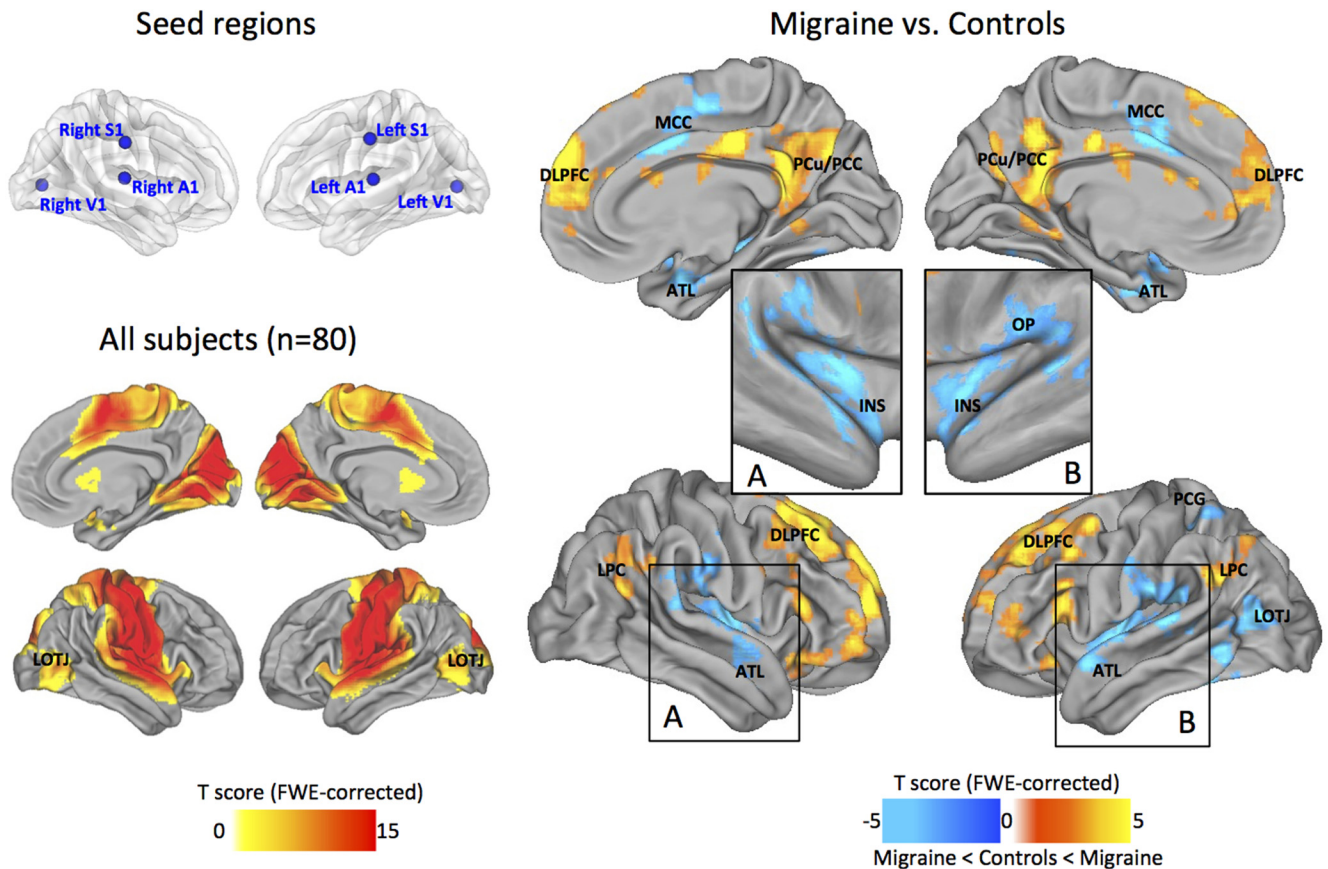 Seed regions
Right S1
Right A1
Right V1
Left S1
Left A1
Left V1
All subjects (n=80)
LOTJ
LOTJ
T score (FWE-corrected)
0
15
Migraine vs. Controls
MCC
DLPFC
PCu/PCC
ATL
MCC
PCu/PCC
DLPFC
ATL
INS
A
OP
INS
B
DLPFC
LPC
ATL
A
PCG
DLPFC
LPC
LOTJ
ATL
B
T score (FWE-corrected)
-5
0
5
Migraine < Controls < Migraine